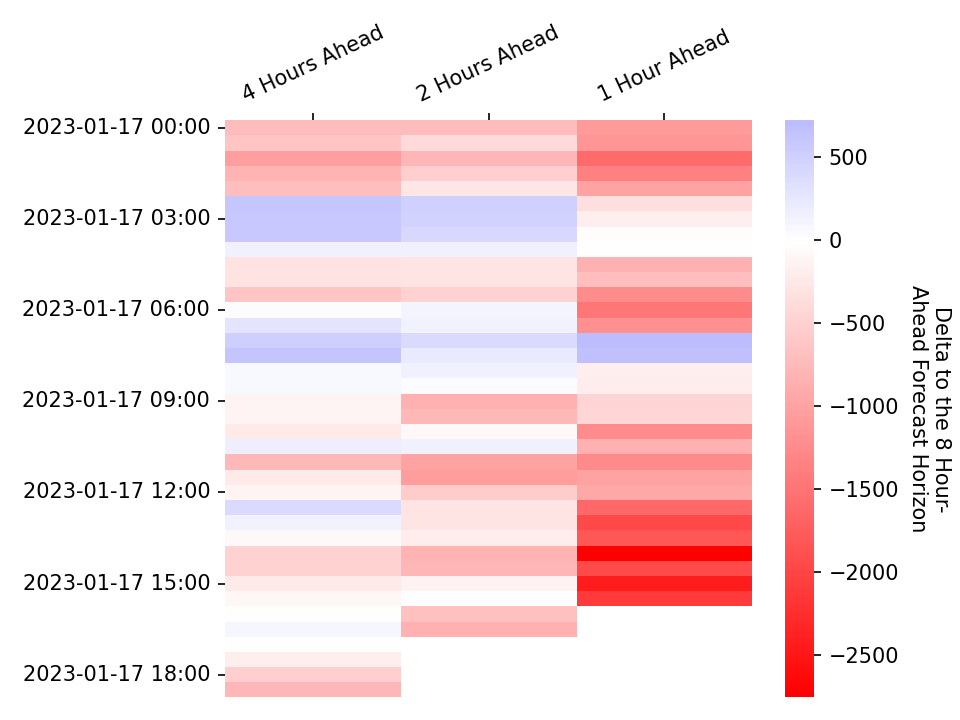 4 Hours Ahead
2 Hours Ahead
1 Hour Ahead
2023-01-17 00:00
2023-01-17 03:00
2023-01-17 06:00
2023-01-17 09:00
2023-01-17 12:00
2023-01-17 15:00
2023-01-17 18:00
500
0
−500
−1000
−1500
−2000
−2500
Delta to the 8 Hour-
Ahead Forecast Horizon